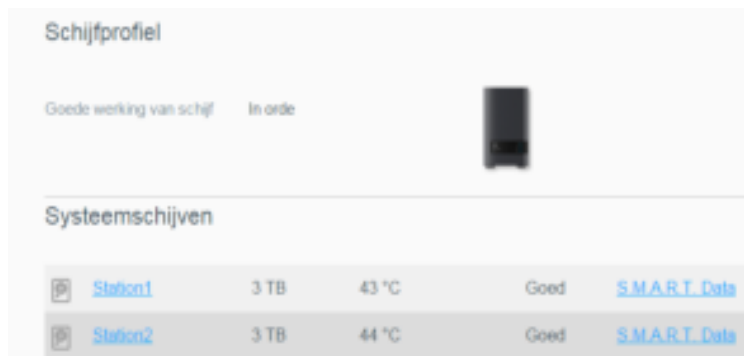 Schijfprofiel
Goede werking van schijf In orde
Systeemschijven
Station1 3 TB 43 °C Goed S.M.A.R.T. Data
Station2 3 TB 44 °C Goed S.M.A.R.T. Data